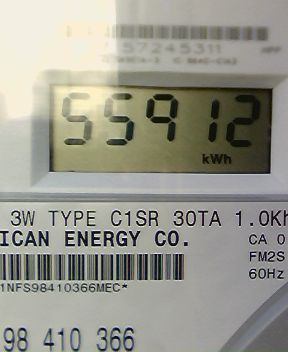 57245311
55912
kWh
3W TYPE C1SR 30TA 1.0Kh
ICAN ENERGY CO.
CA 0
FM2S
60Hz
1NFS98410366MEC*
98 410 366